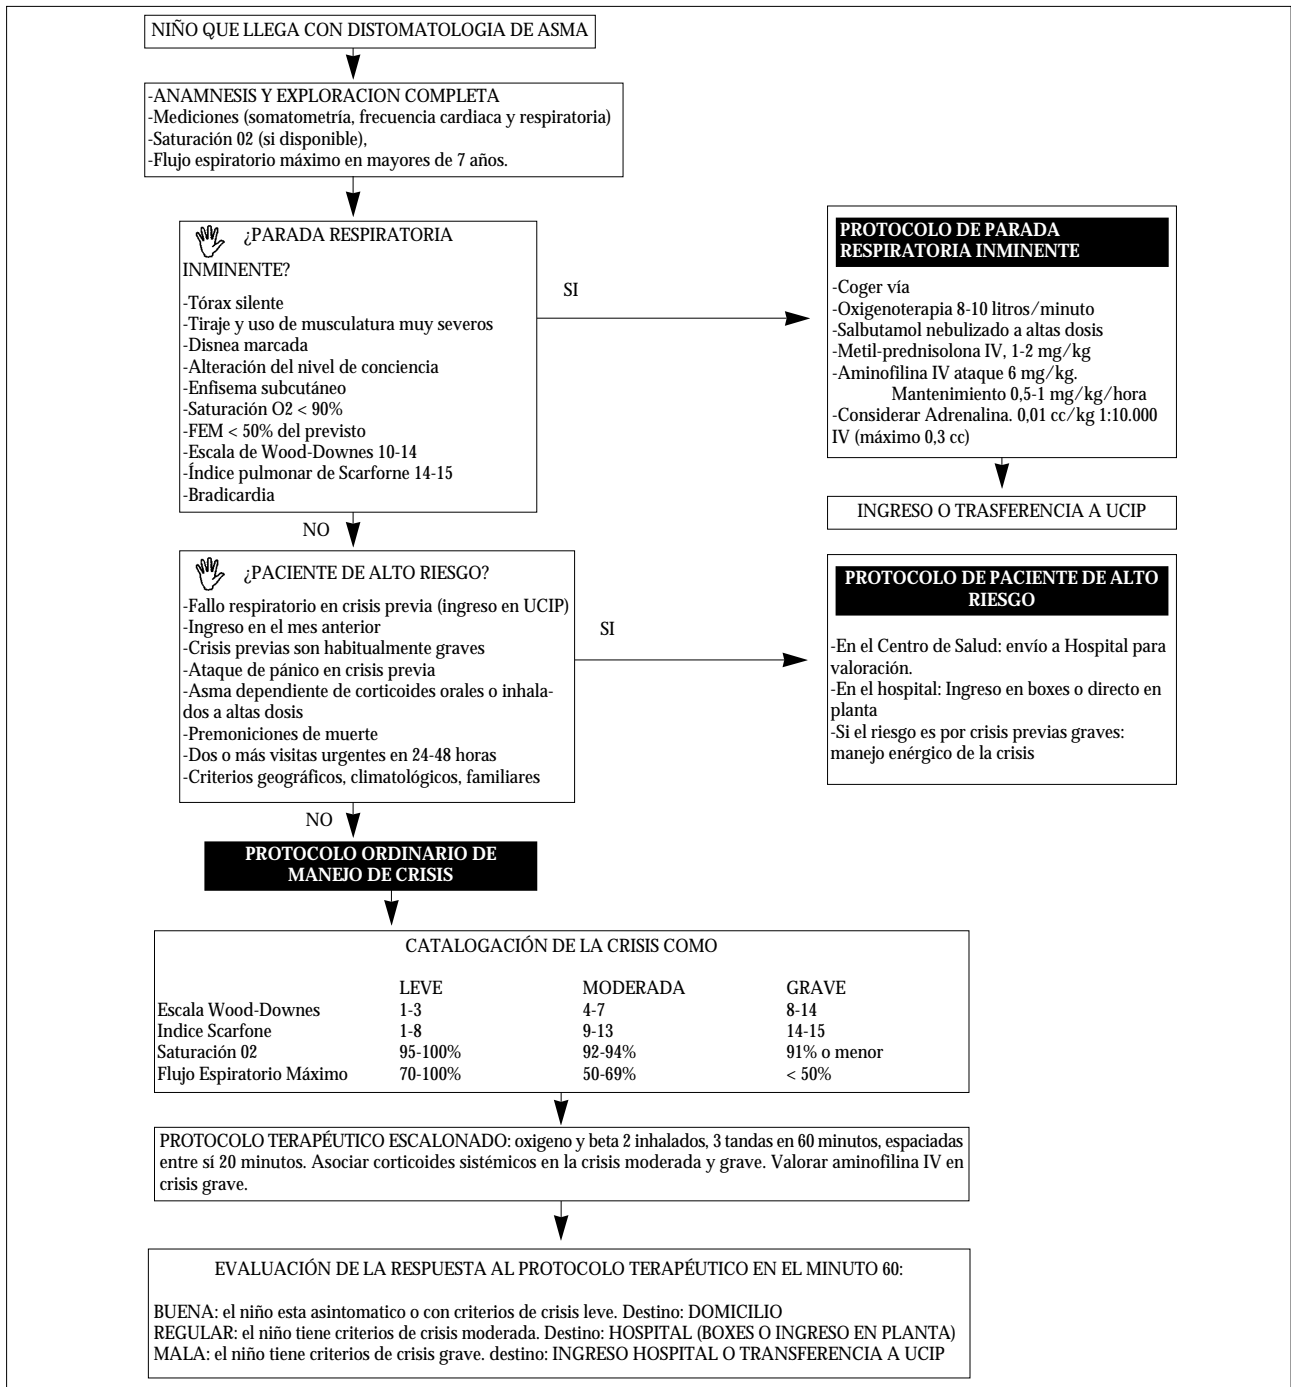 NIÑO QUE LLEGA CON DISTOMATOLOGIA DE ASMA
-ANAMNESIS Y EXPLORACION COMPLETA
-Mediciones (somatometría, frecuencia cardiaca y respiratoria)
-Saturación 02 (si disponible),
-Flujo espiratorio máximo en mayores de 7 años.
¿PARADA RESPIRATORIA
INMINENTE?
-Tórax silente
-Tiraje y uso de musculatura muy severos
-Disnea marcada
-Alteración del nivel de conciencia
-Enfisema subcutáneo
-Saturación O2 < 90%
-FEM < 50% del previsto
-Escala de Wood-Downes 10-14
-Índice pulmonar de Scarforne 14-15
-Bradicardia
SI
PROTOCOLO DE PARADA
RESPIRATORIA INMINENTE
-Coger vía
-Oxigenoterapia 8-10 litros/minuto
-Salbutamol nebulizado a altas dosis
-Metil-prednisolona IV, 1-2 mg/kg
-Aminofilina IV ataque 6 mg/kg.
Mantenimiento 0,5-1 mg/kg/hora
-Considerar Adrenalina. 0,01 cc/kg 1:10.000
IV (máximo 0,3 cc)
INGRESO O TRASFERENCIA A UCIP
NO
¿PACIENTE DE ALTO RIESGO?
-Fallo respiratorio en crisis previa (ingreso en UCIP)
-Ingreso en el mes anterior
-Crisis previas son habitualmente graves
-Ataque de pánico en crisis previa
-Asma dependiente de corticoides orales o inhala-
dos a altas dosis
-Premoniciones de muerte
-Dos o más visitas urgentes en 24-48 horas
-Criterios geográficos, climatológicos, familiares
SI
PROTOCOLO DE PACIENTE DE ALTO
RIESGO
-En el Centro de Salud: envío a Hospital para
valoración.
-En el hospital: Ingreso en boxes o directo en
planta
-Si el riesgo es por crisis previas graves:
manejo enérgico de la crisis
NO
PROTOCOLO ORDINARIO DE
MANEJO DE CRISIS
CATALOGACIÓN DE LA CRISIS COMO
LEVE MODERADA GRAVE
Escala Wood-Downes 1-3 4-7 8-14
Indice Scarfone 1-8 9-13 14-15
Saturación 02 95-100% 92-94% 91% o menor
Flujo Espiratorio Máximo 70-100% 50-69% < 50%
PROTOCOLO TERAPÉUTICO ESCALONADO: oxigeno y beta 2 inhalados, 3 tandas en 60 minutos, espaciadas
entre sí 20 minutos. Asociar corticoides sistémicos en la crisis moderada y grave. Valorar aminofilina IV en
crisis grave.
EVALUACIÓN DE LA RESPUESTA AL PROTOCOLO TERAPÉUTICO EN EL MINUTO 60:
BUENA: el niño esta asintomatico o con criterios de crisis leve. Destino: DOMICILIO
REGULAR: el niño tiene criterios de crisis moderada. Destino: HOSPITAL (BOXES O INGRESO EN PLANTA)
MALA: el niño tiene criterios de crisis grave. destino: INGRESO HOSPITAL O TRANSFERENCIA A UCIP